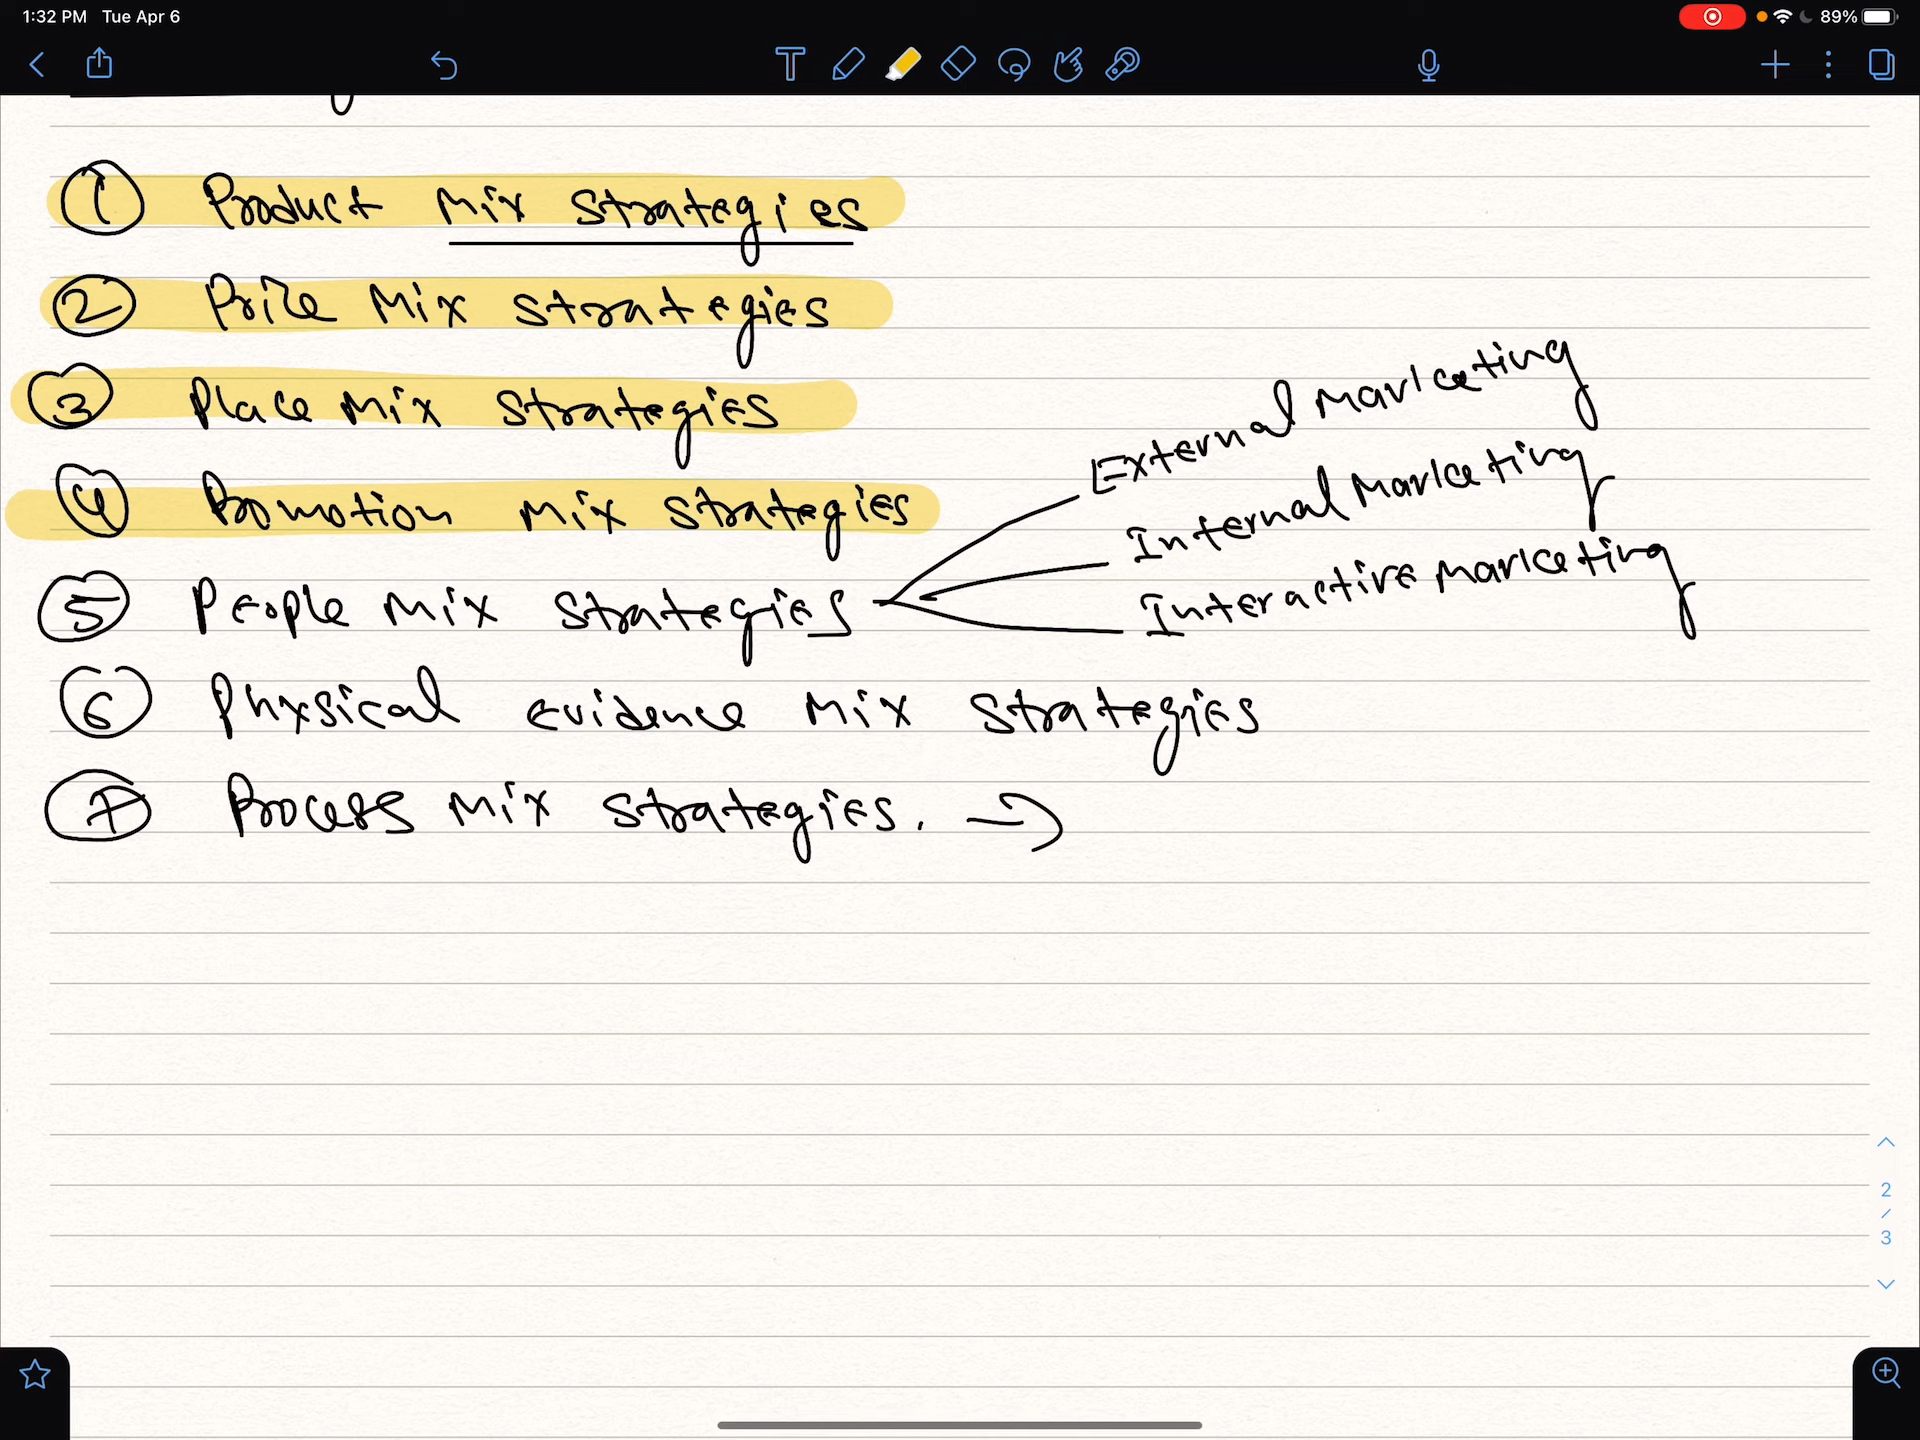 1:32 PM Tue Apr 6
89%
T
1 Product Mix Strategies
2 Price Mix Strategies
3 Place Mix Strategies
4 Promotion Mix Strategies
External Marketing
Internal Marketing
Interactive Marketing
5 People Mix Strategies
6 Physical Evidence Mix Strategies
7 Process Mix Strategies. →
2
/
3